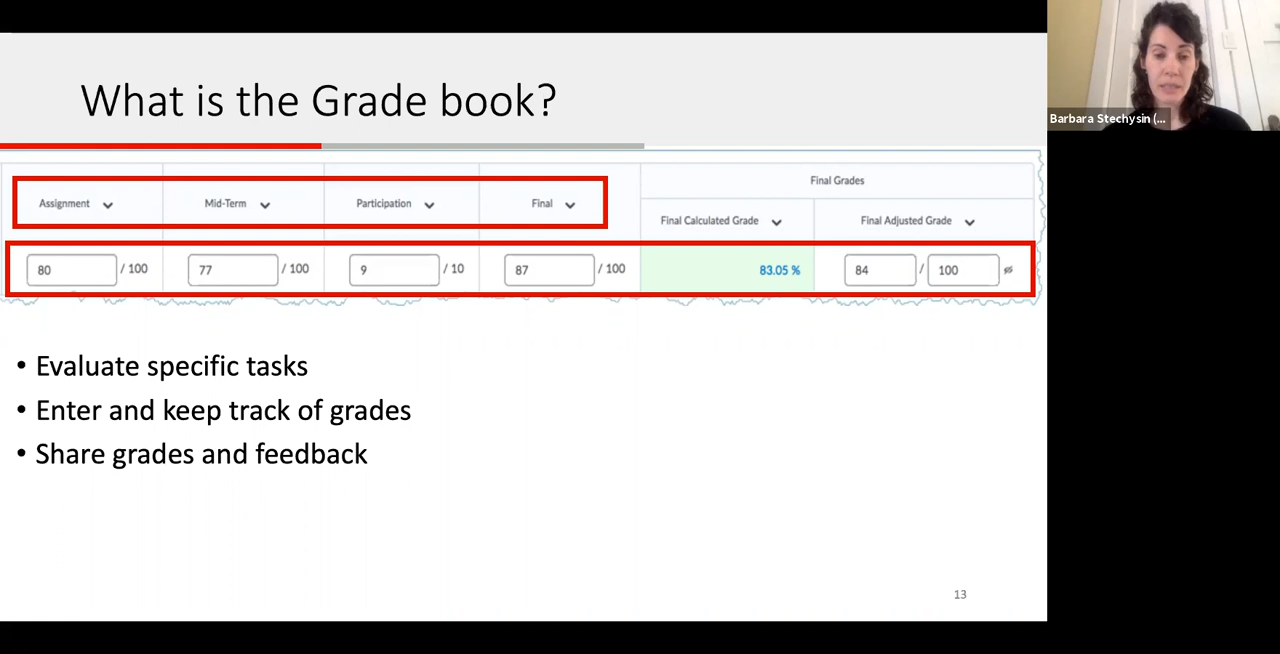 What is the Grade book?
Barbara Stechysin (...
Final Grades
Assignment Mid-Term Participation Final Final Calculated Grade Final Adjusted Grade
80 / 100 77 / 100 9 / 10 87 / 100 83.05 % 84 / 100
• Evaluate specific tasks
• Enter and keep track of grades
• Share grades and feedback
13